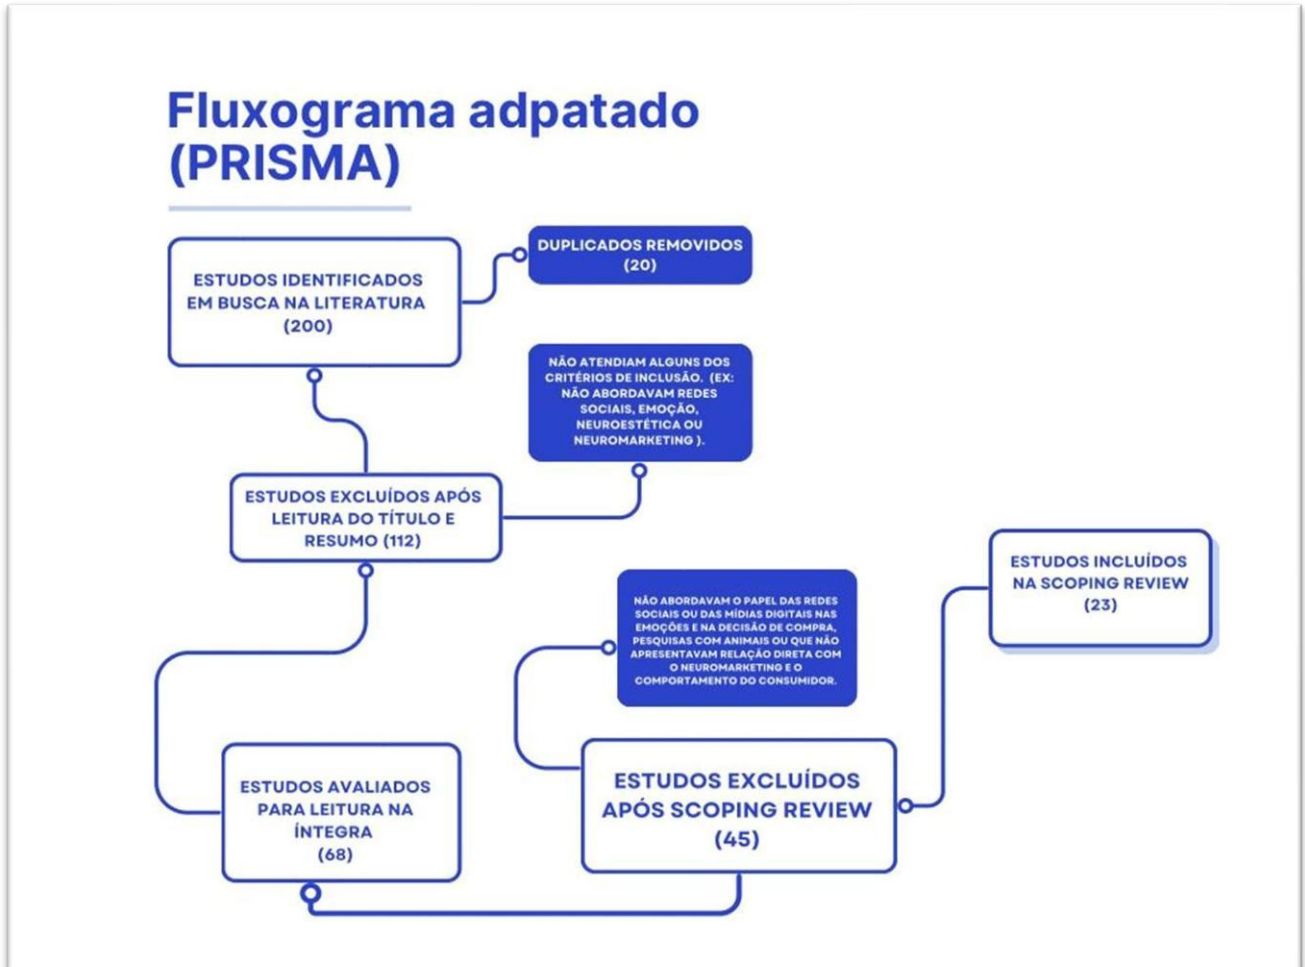 Fluxograma adpatado
(PRISMA)
ESTUDOS IDENTIFICADOS
EM BUSCA NA LITERATURA
(200)
DUPLICADOS REMOVIDOS
(20)
NÃO ATENDIAM ALGUNS DOS
CRITÉRIOS DE INCLUSÃO. (EX:
NÃO ABORDAVAM REDES
SOCIAIS, EMOÇÃO,
NEUROESTÉTICA OU
NEUROMARKETING ).
ESTUDOS EXCLUÍDOS APÓS
LEITURA DO TÍTULO E
RESUMO (112)
ESTUDOS AVALIADOS
PARA LEITURA NA
ÍNTEGRA
(68)
NÃO ABORDAVAM O PAPEL DAS REDES
SOCIAIS OU DAS MÍDIAS DIGITAIS NAS
EMOÇÕES E NA DECISÃO DE COMPRA,
PESQUISAS COM ANIMAIS OU QUE NÃO
APRESENTAVAM RELAÇÃO DIRETA COM
O NEUROMARKETING E O
COMPORTAMENTO DO CONSUMIDOR.
ESTUDOS EXCLUÍDOS
APÓS SCOPING REVIEW
(45)
ESTUDOS INCLUÍDOS
NA SCOPING REVIEW
(23)